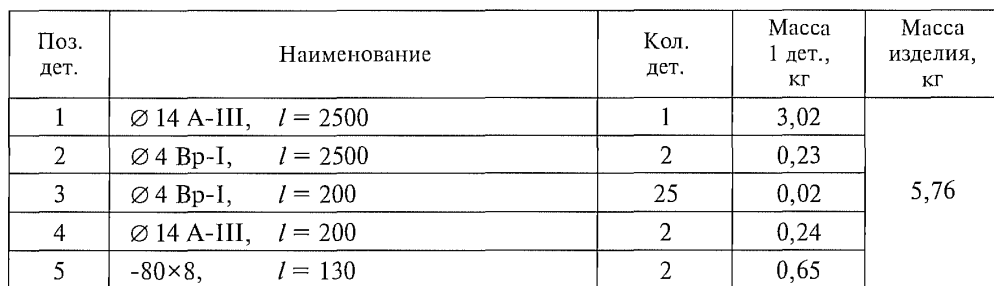 Поз. дет. | Наименование | Кол. дет. | Масса 1 дет., кг | Масса изделия, кг
1 | ∅ 14 А-III, l = 2500 | 1 | 3,02 | 5,76
2 | ∅ 4 Вр-I, l = 2500 | 2 | 0,23
3 | ∅ 4 Вр-I, l = 200 | 25 | 0,02
4 | ∅ 14 А-III, l = 200 | 2 | 0,24
5 | -80×8, l = 130 | 2 | 0,65